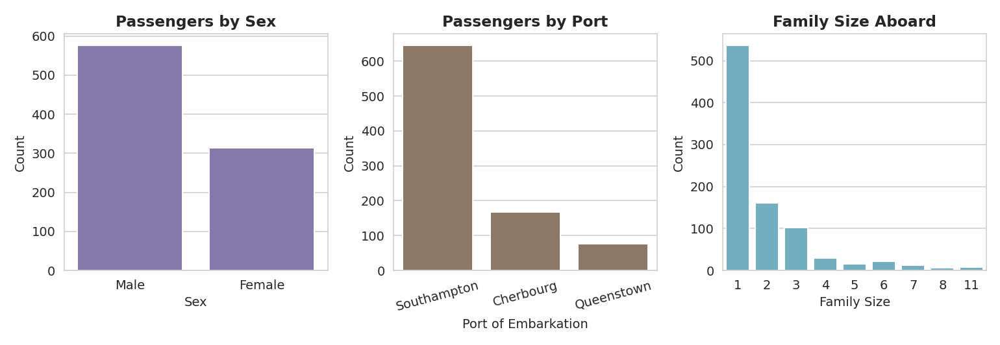 Passengers by Sex
600
500
400
300
200
100
0
Count
Male Female
Sex
Passengers by Port
600
500
400
300
200
100
0
Count
Southampton Cherbourg Queenstown
Port of Embarkation
Family Size Aboard
500
400
300
200
100
0
Count
1 2 3 4 5 6 7 8 11
Family Size